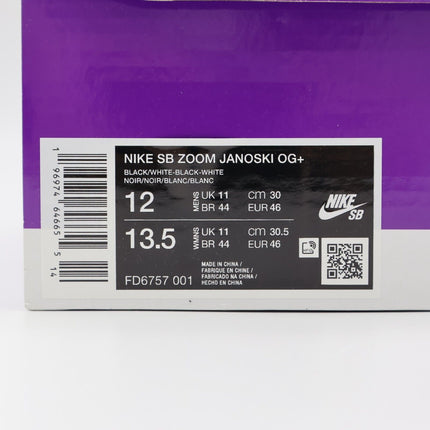 NIKE SB ZOOM JANOSKI OG+
BLACK/WHITE-BLACK-WHITE
NOIR/NOIR/BLANC/BLANC
12 MENS UK 11 CM 30
BR 44 EUR 46
13.5 WMNS UK 11 CM 30.5
BR 44 EUR 46
NIKE
SB
MADE IN CHINA /
FABRIQUE EN CHINE /
FABRICADO NA CHINA /
HECHO EN CHINA
FD6757 001
1 96974 64665 5 14